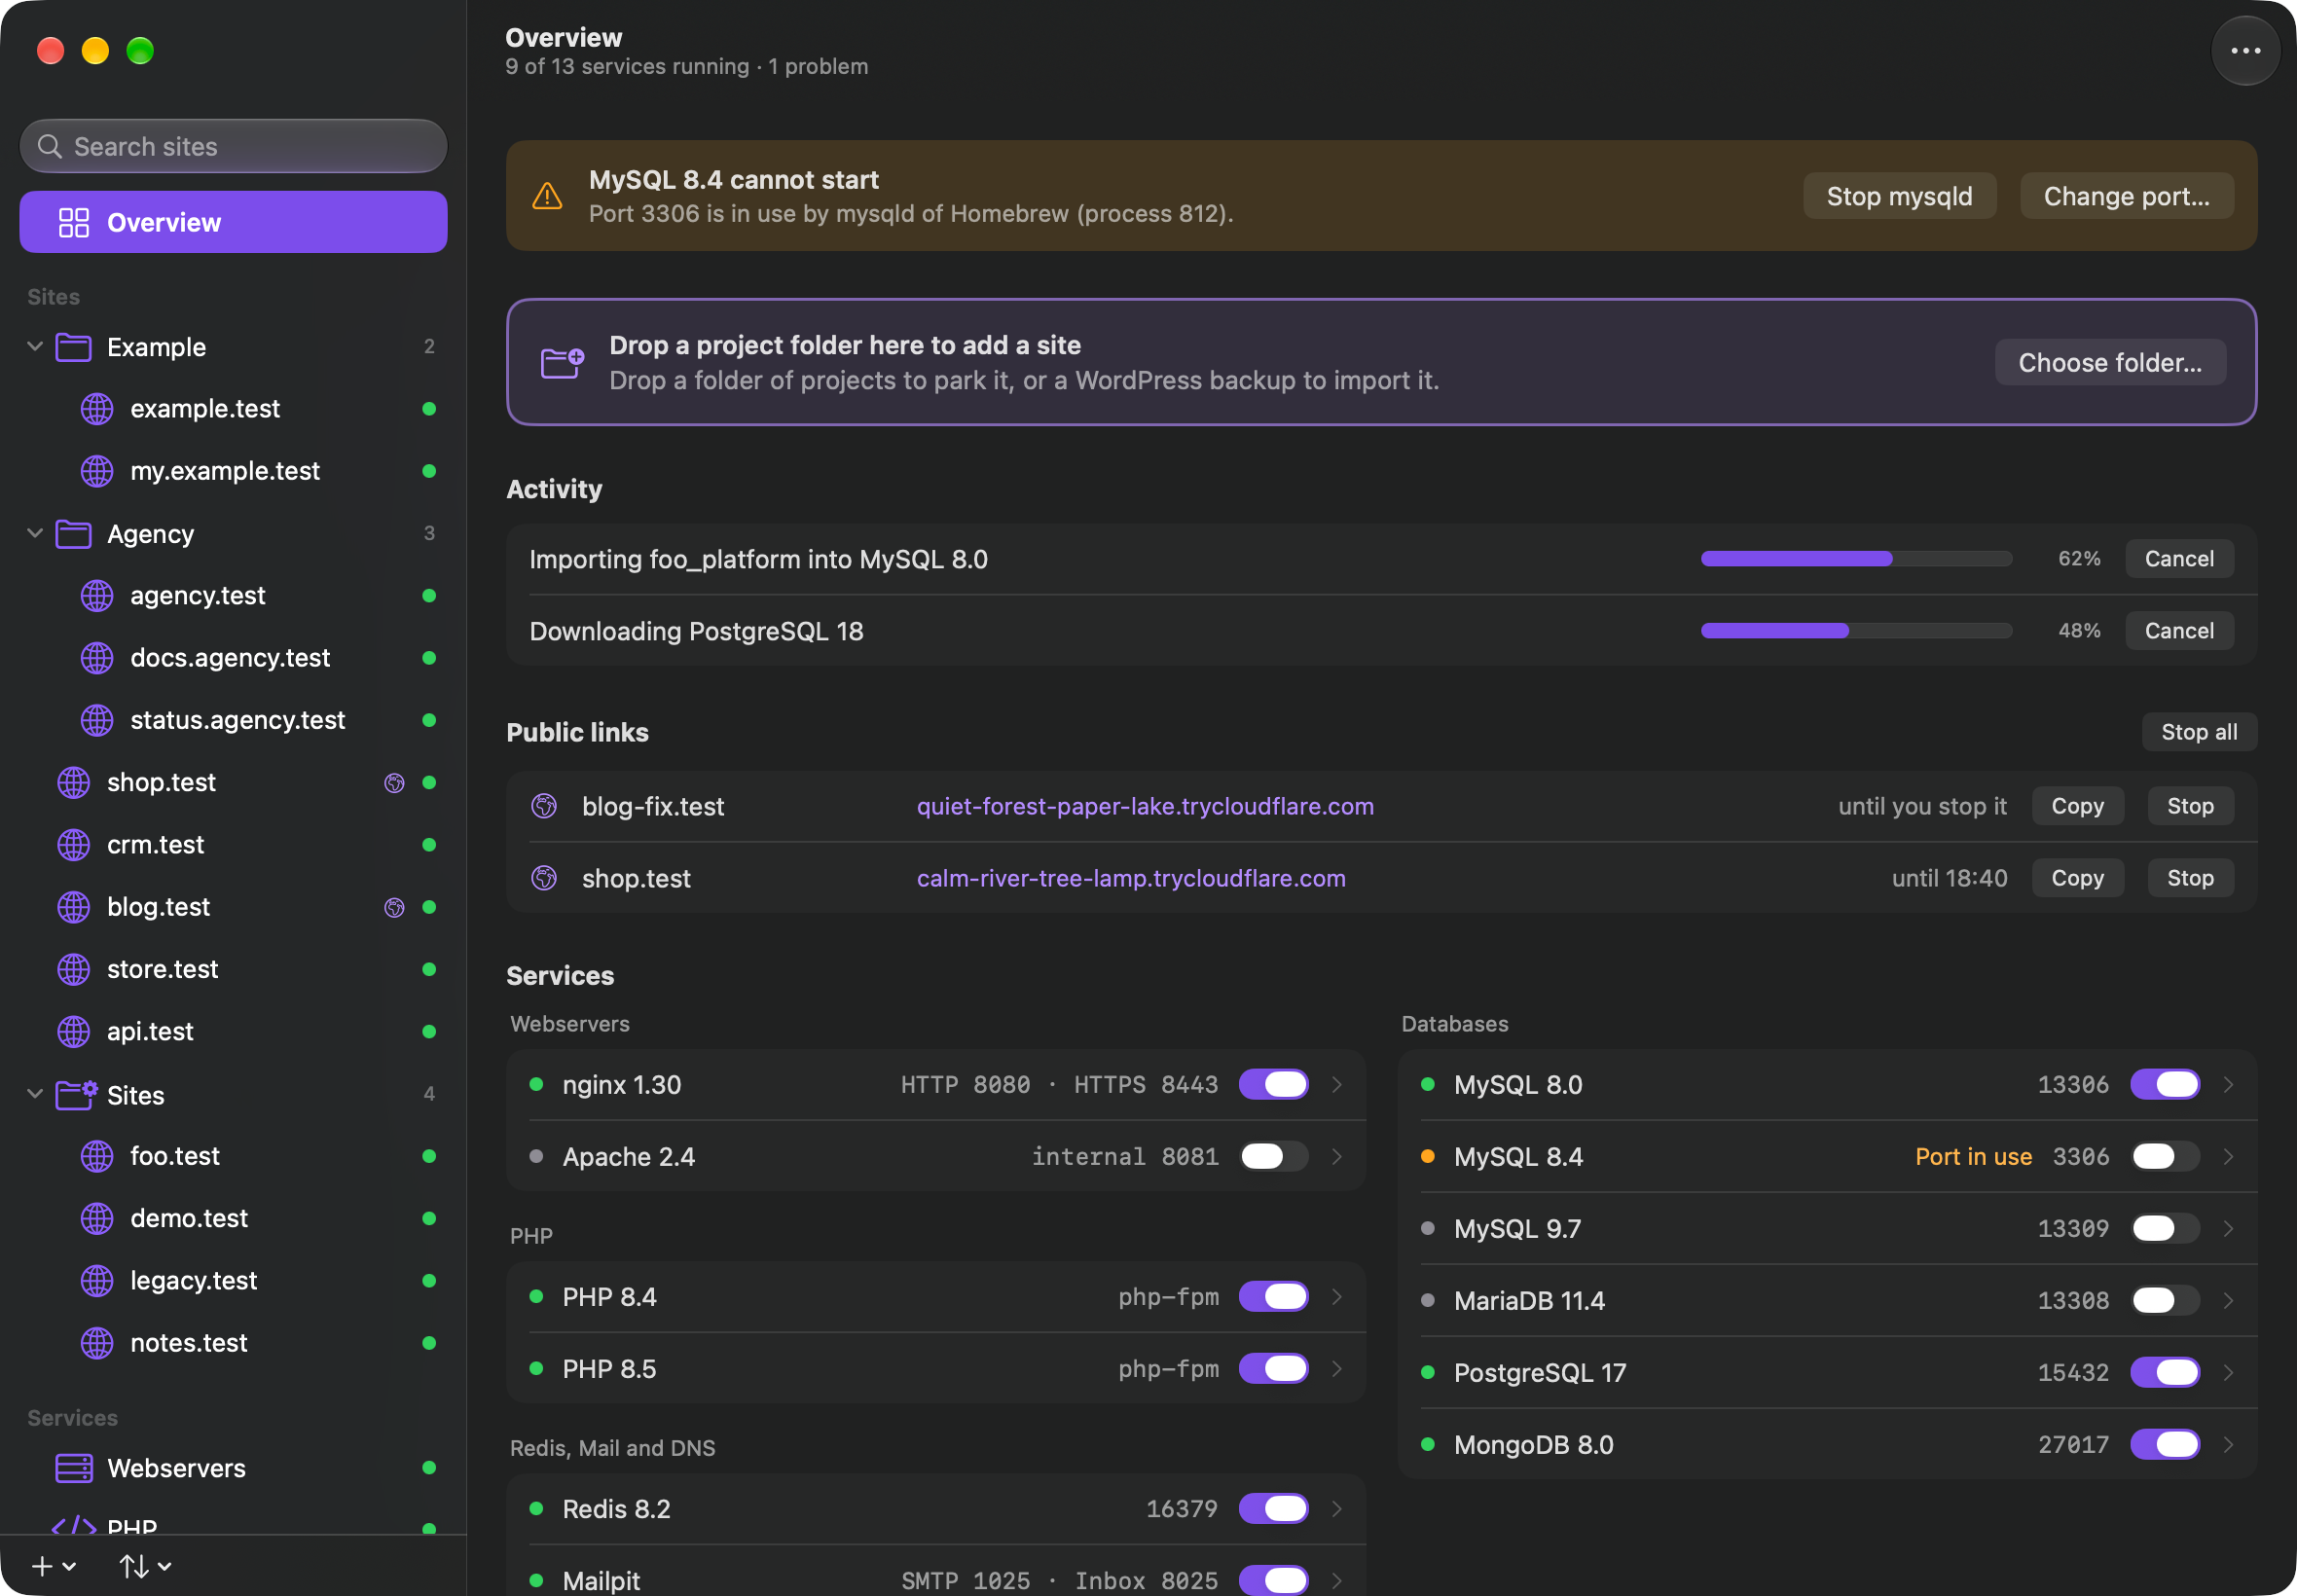 Search sites
Overview
Sites
Example 2
example.test
my.example.test
Agency 3
agency.test
docs.agency.test
status.agency.test
shop.test
crm.test
blog.test
store.test
api.test
Sites 4
foo.test
demo.test
legacy.test
notes.test
Services
Webservers
PHP
Overview
9 of 13 services running · 1 problem
MySQL 8.4 cannot start
Port 3306 is in use by mysqld of Homebrew (process 812).
Stop mysqld
Change port...
Drop a project folder here to add a site
Drop a folder of projects to park it, or a WordPress backup to import it.
Choose folder...
Activity
Importing foo_platform into MySQL 8.0 62% Cancel
Downloading PostgreSQL 18 48% Cancel
Public links Stop all
blog-fix.test quiet-forest-paper-lake.trycloudflare.com until you stop it Copy Stop
shop.test calm-river-tree-lamp.trycloudflare.com until 18:40 Copy Stop
Services
Webservers
nginx 1.30 HTTP 8080 · HTTPS 8443
Apache 2.4 internal 8081
PHP
PHP 8.4 php-fpm
PHP 8.5 php-fpm
Redis, Mail and DNS
Redis 8.2 16379
Mailpit SMTP 1025 · Inbox 8025
Databases
MySQL 8.0 13306
MySQL 8.4 Port in use 3306
MySQL 9.7 13309
MariaDB 11.4 13308
PostgreSQL 17 15432
MongoDB 8.0 27017